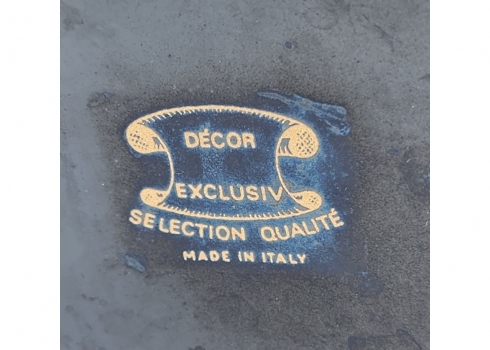 DÉCOR
EXCLUSIV
SELECTION QUALITÉ
MADE IN ITALY